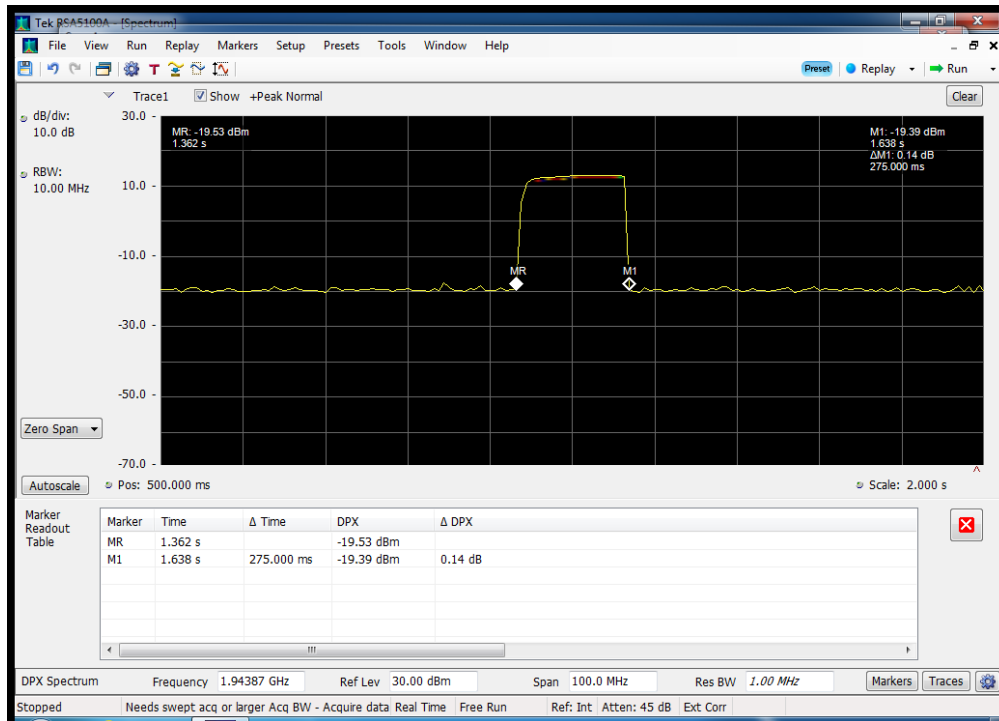 Tek RSA5100A - [Spectrum]
File View Run Replay Markers Setup Presets Tools Window Help
T
Preset Replay Run
Trace1 Show +Peak Normal Clear
dB/div:
10.0 dB
RBW:
10.00 MHz
30.0
10.0
-10.0
-30.0
-50.0
-70.0
MR: -19.53 dBm
1.362 s
M1: -19.39 dBm
1.638 s
ΔM1: 0.14 dB
275.000 ms
MR
M1
Zero Span
Autoscale Pos: 500.000 ms Scale: 2.000 s
Marker
Readout
Table
Marker Time Δ Time DPX Δ DPX
MR 1.362 s -19.53 dBm
M1 1.638 s 275.000 ms -19.39 dBm 0.14 dB
DPX Spectrum Frequency 1.94387 GHz Ref Lev 30.00 dBm Span 100.0 MHz Res BW 1.00 MHz Markers Traces
Stopped Needs swept acq or larger Acq BW - Acquire data Real Time Free Run Ref: Int Atten: 45 dB Ext Corr